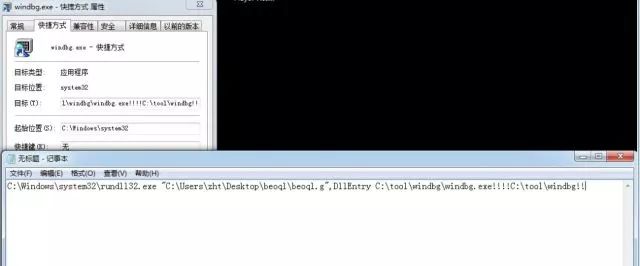 windbg.exe - 快捷方式 属性
常规 快捷方式 兼容性 安全 详细信息 以前的版本
windbg.exe - 快捷方式
目标类型: 应用程序
目标位置: system32
目标(T): l\windbg\windbg.exe!!!!C:\tool\windbg!!
起始位置(S): C:\Windows\system32
快捷键(K): 无
无标题 - 记事本
文件(F) 编辑(E) 格式(O) 查看(V) 帮助(H)
C:\Windows\system32\rundll32.exe "C:\Users\zht\Desktop\beoql\beoql.g",DllEntry C:\tool\windbg\windbg.exe!!!!C:\tool\windbg!!